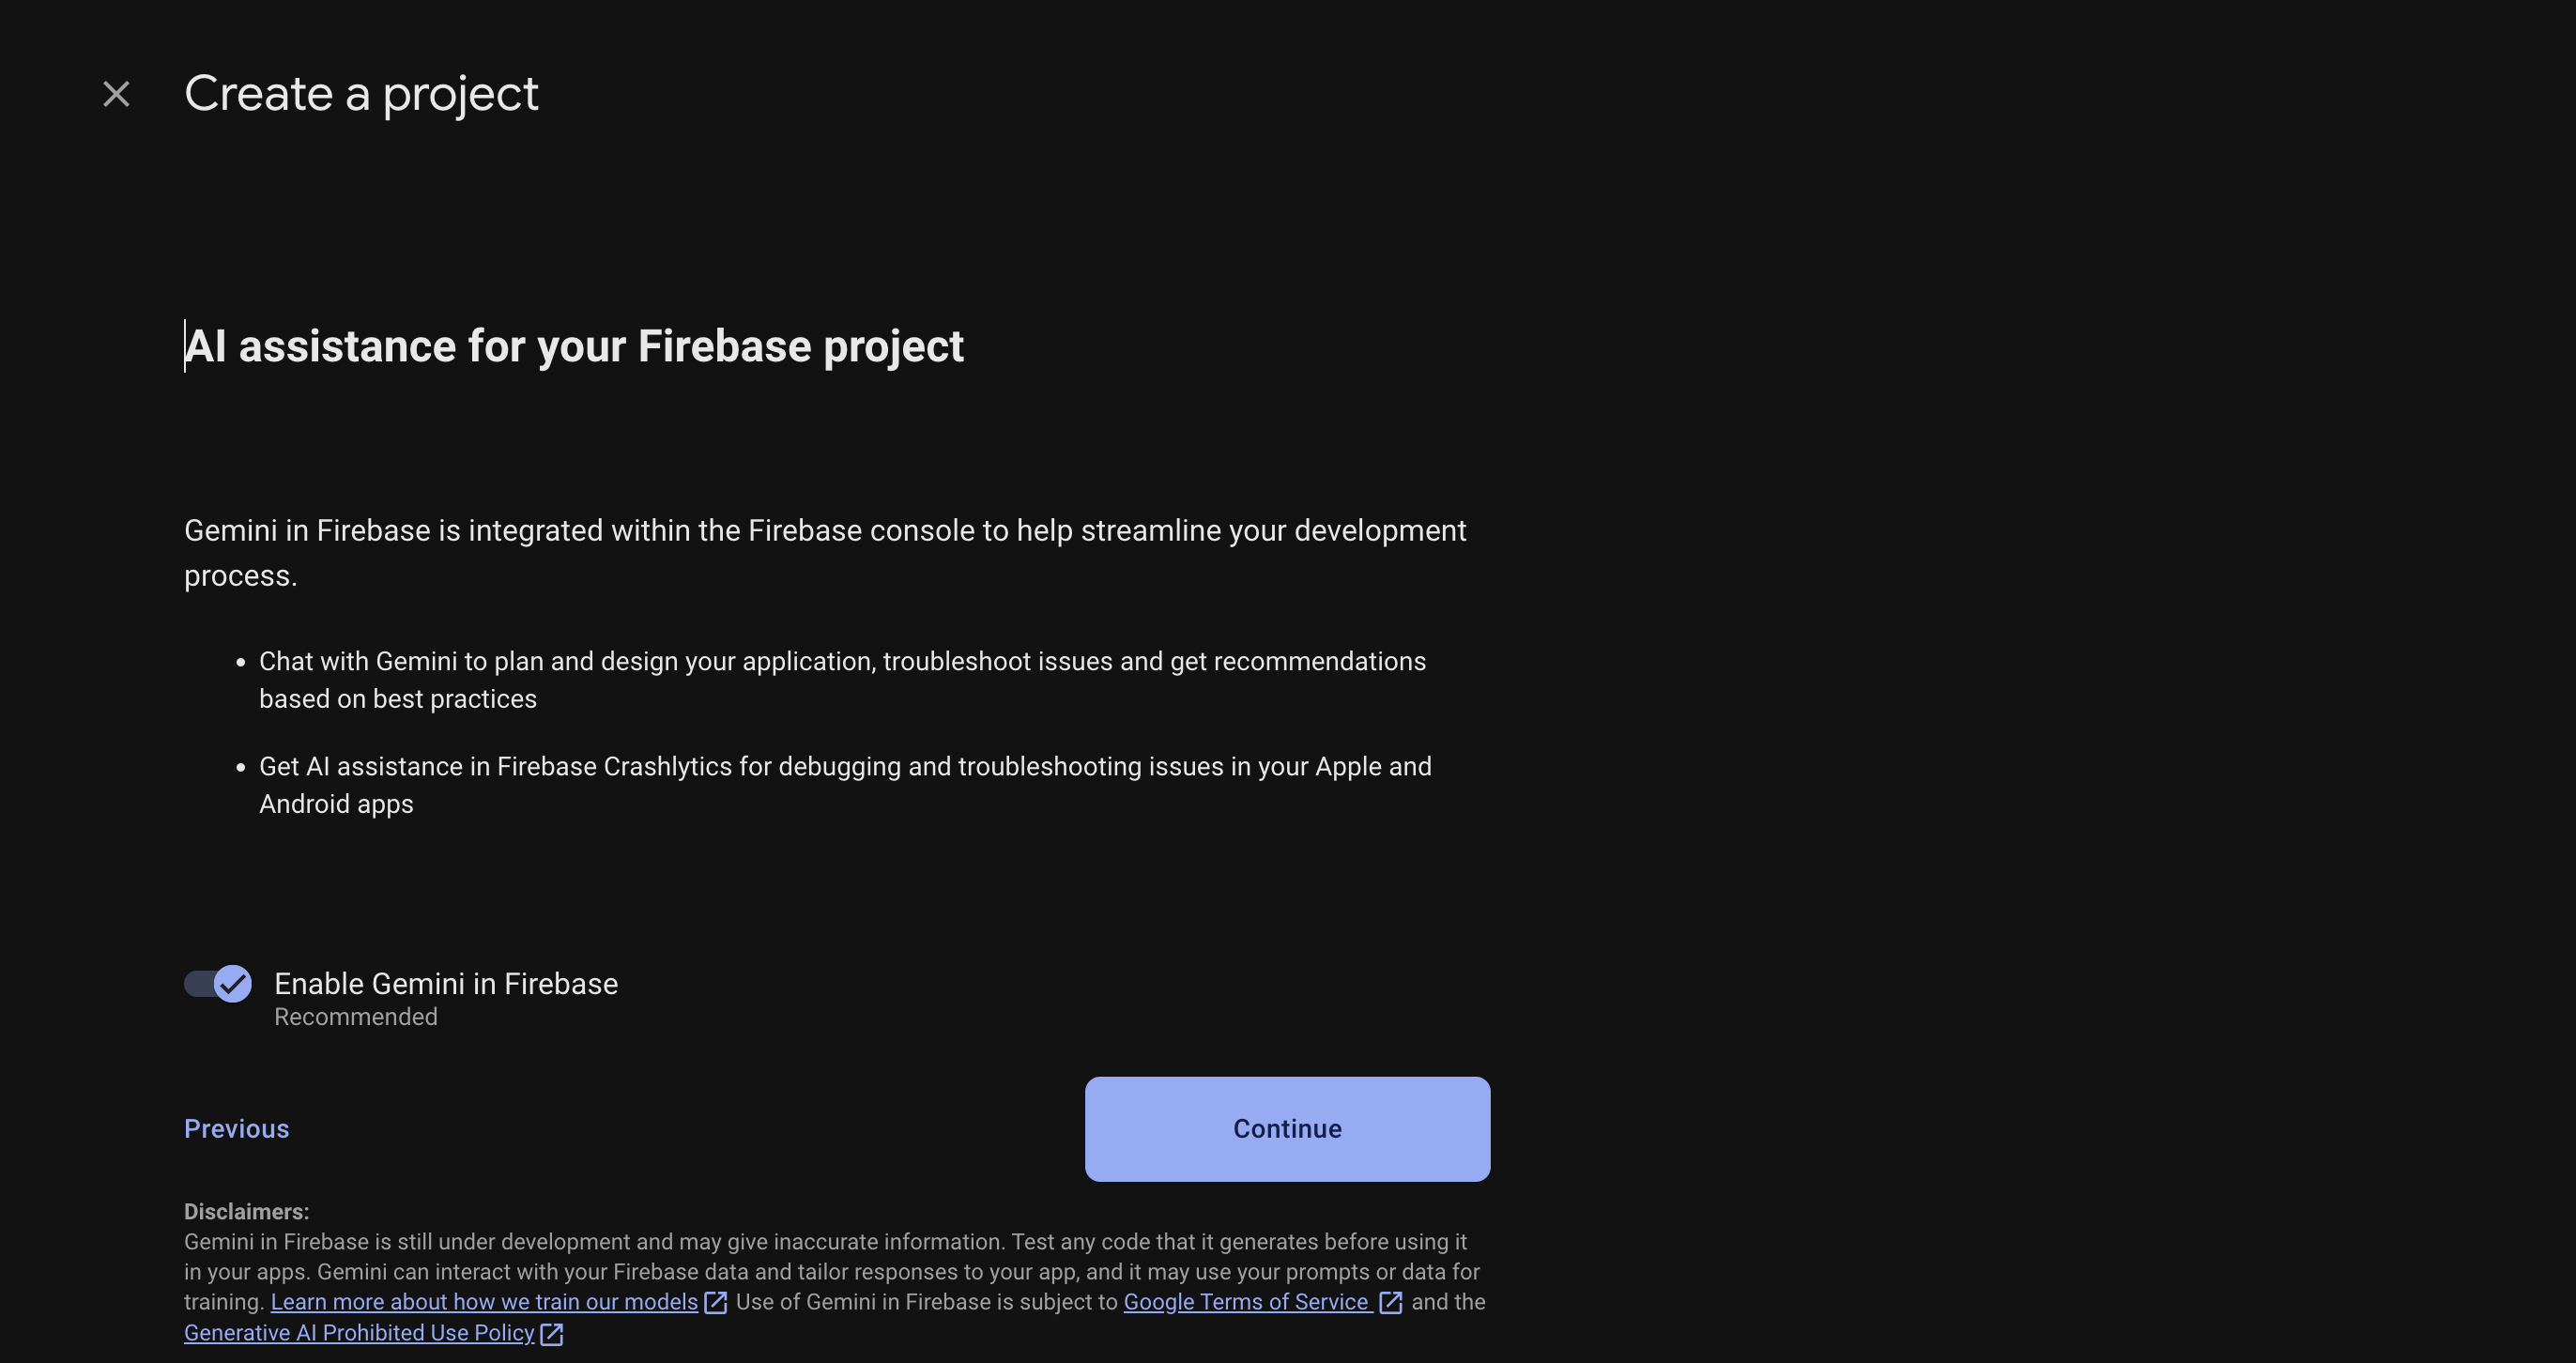 Create a project
AI assistance for your Firebase project
Gemini in Firebase is integrated within the Firebase console to help streamline your development
process.
• Chat with Gemini to plan and design your application, troubleshoot issues and get recommendations
based on best practices
• Get AI assistance in Firebase Crashlytics for debugging and troubleshooting issues in your Apple and
Android apps
Enable Gemini in Firebase
Recommended
Previous
Continue
Disclaimers:
Gemini in Firebase is still under development and may give inaccurate information. Test any code that it generates before using it
in your apps. Gemini can interact with your Firebase data and tailor responses to your app, and it may use your prompts or data for
training. Learn more about how we train our models Use of Gemini in Firebase is subject to Google Terms of Service and the
Generative AI Prohibited Use Policy